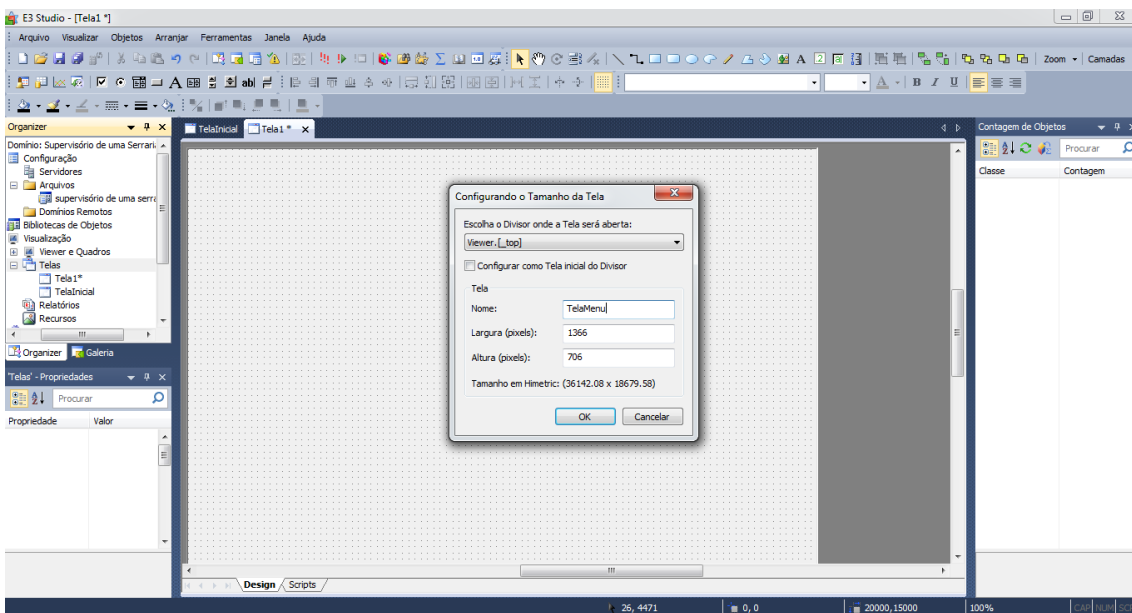 E3 Studio - [Tela1 *]
Arquivo Visualizar Objetos Arranjar Ferramentas Janela Ajuda
Zoom Camadas
A ab| B I U
Organizer
TelaInicial Tela1 * x
Contagem de Objetos
Domínio: Supervisório de uma Serrari
Procurar
Configuração
Classe Contagem
Servidores
Arquivos
supervisório de uma serra
Domínios Remotos
Bibliotecas de Objetos
Visualização
Viewer e Quadros
Telas
Tela1*
TelaInicial
Relatórios
Recursos
Organizer Galeria
'Telas' - Propriedades
Procurar
Propriedade Valor
Configurando o Tamanho da Tela
Escolha o Divisor onde a Tela será aberta:
Viewer.[_top]
Configurar como Tela inicial do Divisor
Tela
Nome: TelaMenu
Largura (pixels): 1366
Altura (pixels): 706
Tamanho em Himetric: (36142.08 x 18679.58)
OK Cancelar
Design Scripts
26, 4471 0, 0 20000,15000 100% CAP NUM SC